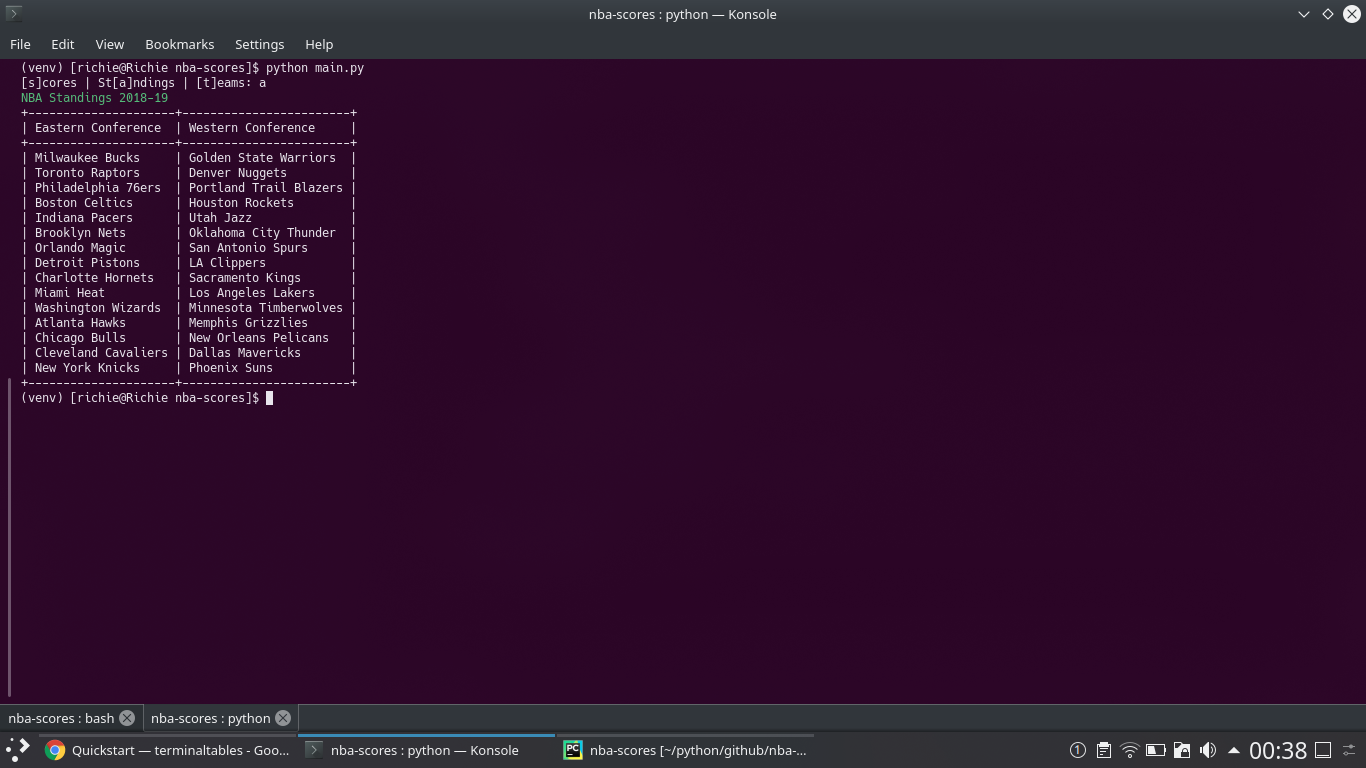 nba-scores : python — Konsole
File Edit View Bookmarks Settings Help
(venv) [richie@Richie nba-scores]$ python main.py
[s]cores | St[a]ndings | [t]eams: a
NBA Standings 2018-19
+---------------------+------------------------+
| Eastern Conference  | Western Conference     |
+---------------------+------------------------+
| Milwaukee Bucks     | Golden State Warriors  |
| Toronto Raptors     | Denver Nuggets         |
| Philadelphia 76ers  | Portland Trail Blazers |
| Boston Celtics      | Houston Rockets        |
| Indiana Pacers      | Utah Jazz              |
| Brooklyn Nets       | Oklahoma City Thunder  |
| Orlando Magic       | San Antonio Spurs      |
| Detroit Pistons     | LA Clippers            |
| Charlotte Hornets   | Sacramento Kings       |
| Miami Heat          | Los Angeles Lakers     |
| Washington Wizards  | Minnesota Timberwolves |
| Atlanta Hawks       | Memphis Grizzlies      |
| Chicago Bulls       | New Orleans Pelicans   |
| Cleveland Cavaliers | Dallas Mavericks       |
| New York Knicks     | Phoenix Suns           |
+---------------------+------------------------+
(venv) [richie@Richie nba-scores]$
nba-scores : bash nba-scores : python
Quickstart — terminaltables - Goo... nba-scores : python — Konsole PC nba-scores [~/python/github/nba-... 1 00:38